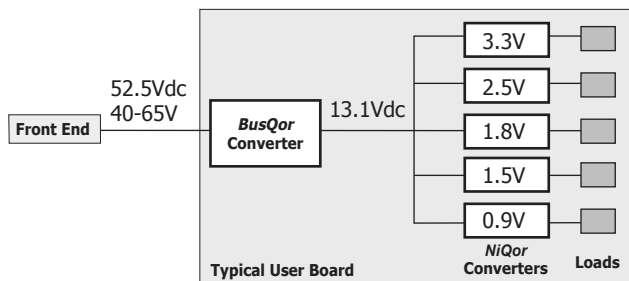 52.5Vdc
40-65V
Front End
BusQor
Converter
13.1Vdc
3.3V
2.5V
1.8V
1.5V
0.9V
NiQor
Converters
Loads
Typical User Board